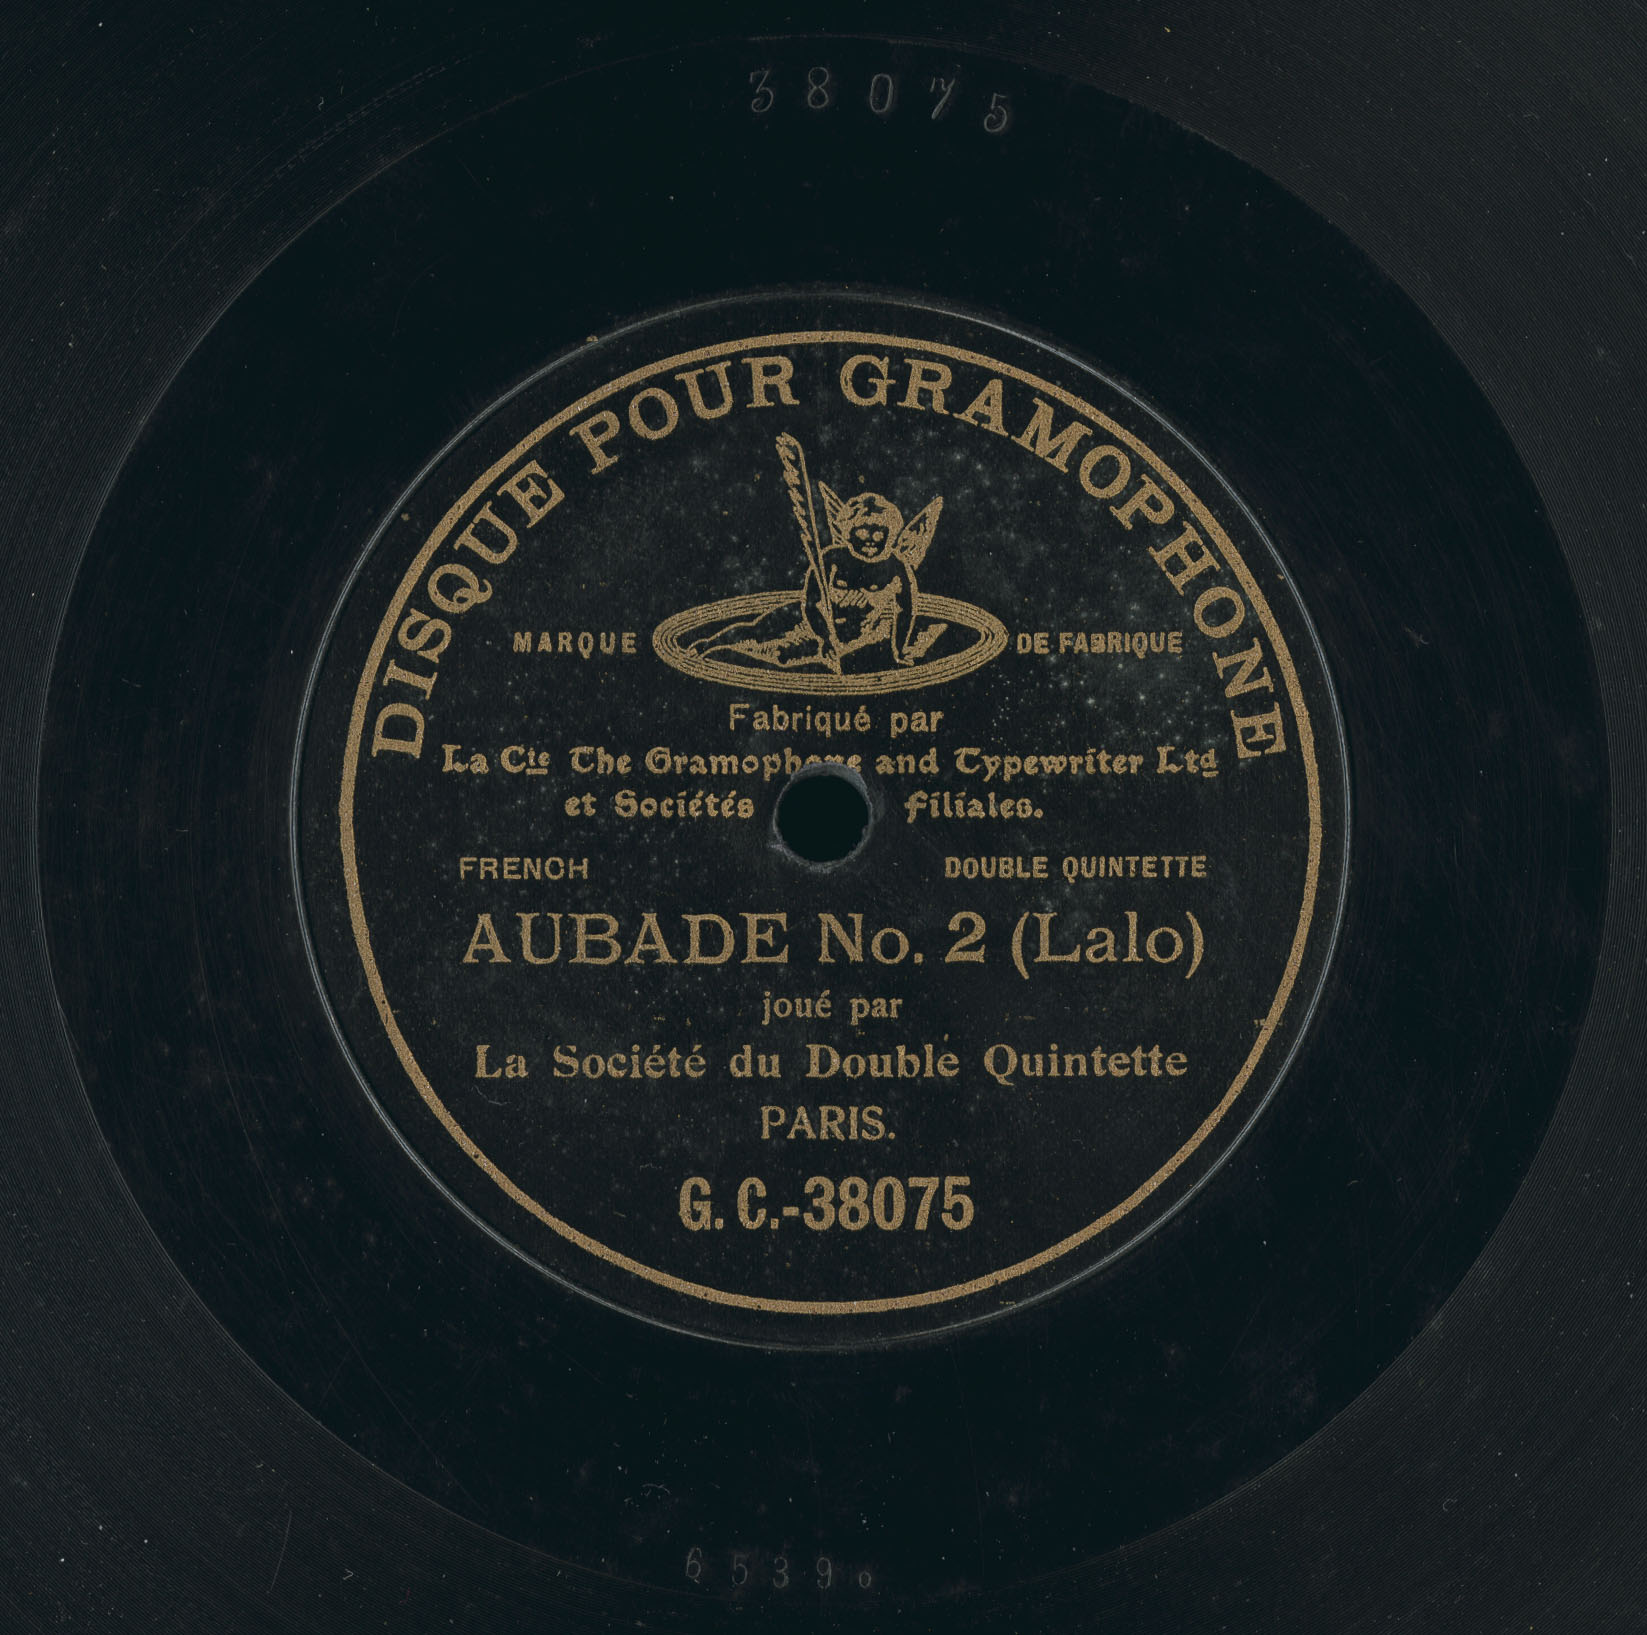 38075
DISQUE POUR GRAMOPHONE
MARQUE DE FABRIQUE
Fabriqué par
La Cie The Gramophone and Typewriter Ltd
et Sociétés filiales.
FRENCH DOUBLE QUINTETTE
AUBADE No. 2 (Lalo)
joué par
La Société du Double Quintette
PARIS.
G. C.-38075
6539o